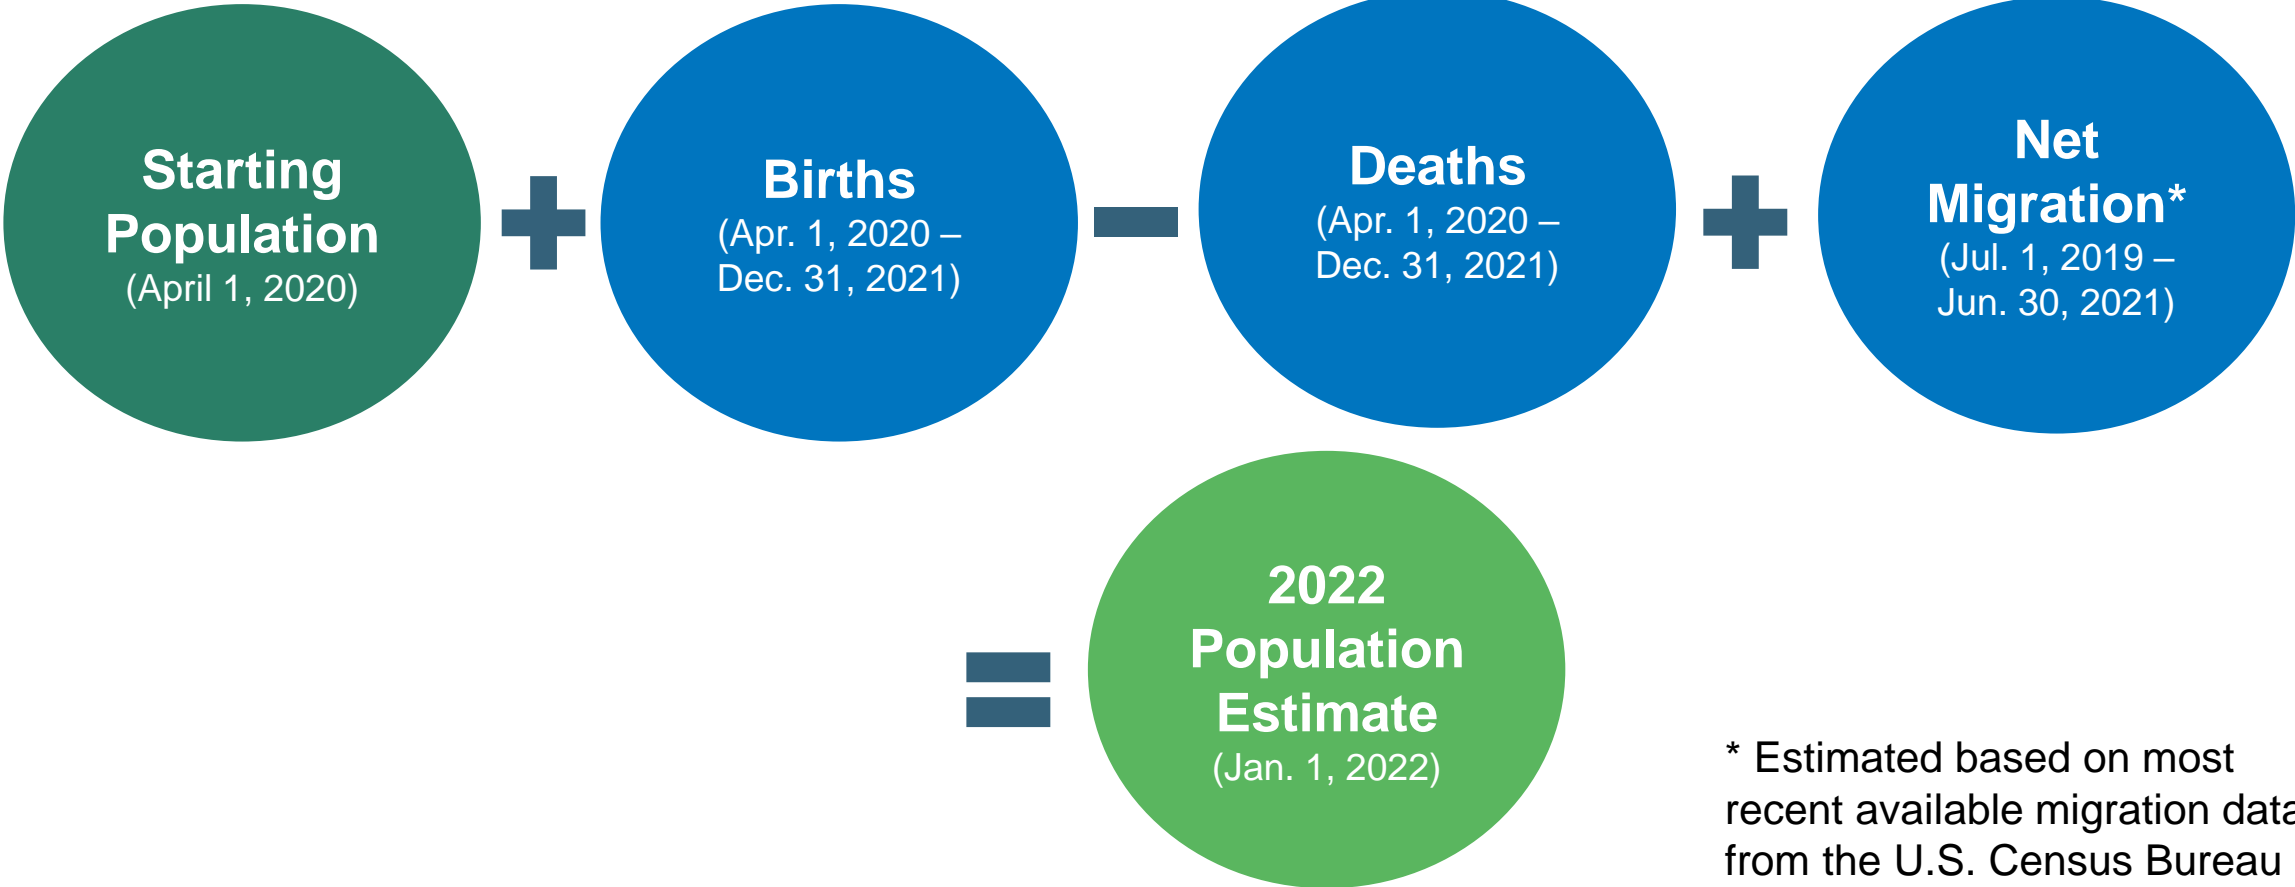 Starting
Population
(April 1, 2020)
Births
(Apr. 1, 2020 –
Dec. 31, 2021)
Deaths
(Apr. 1, 2020 –
Dec. 31, 2021)
Net
Migration*
(Jul. 1, 2019 –
Jun. 30, 2021)
2022
Population
Estimate
(Jan. 1, 2022)
* Estimated based on most
recent available migration data
from the U.S. Census Bureau